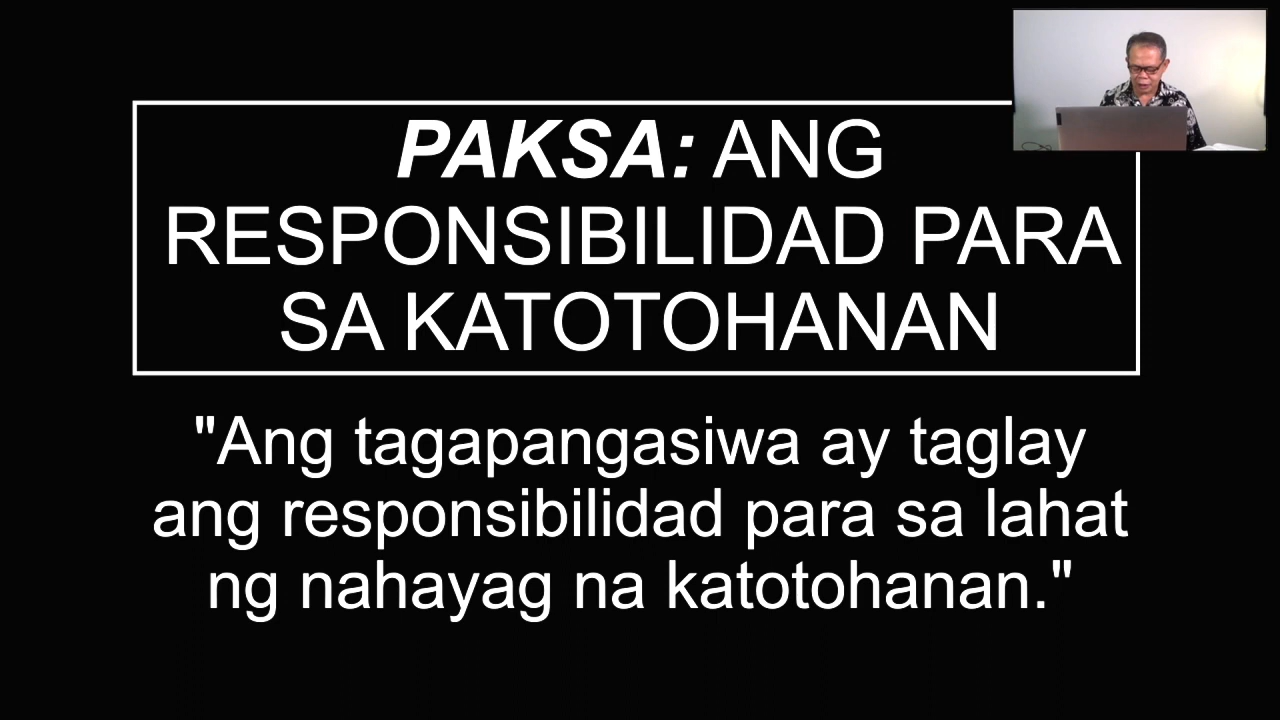 PAKSA: ANG
RESPONSIBILIDAD PARA
SA KATOTOHANAN
"Ang tagapangasiwa ay taglay
ang responsibilidad para sa lahat
ng nahayag na katotohanan."